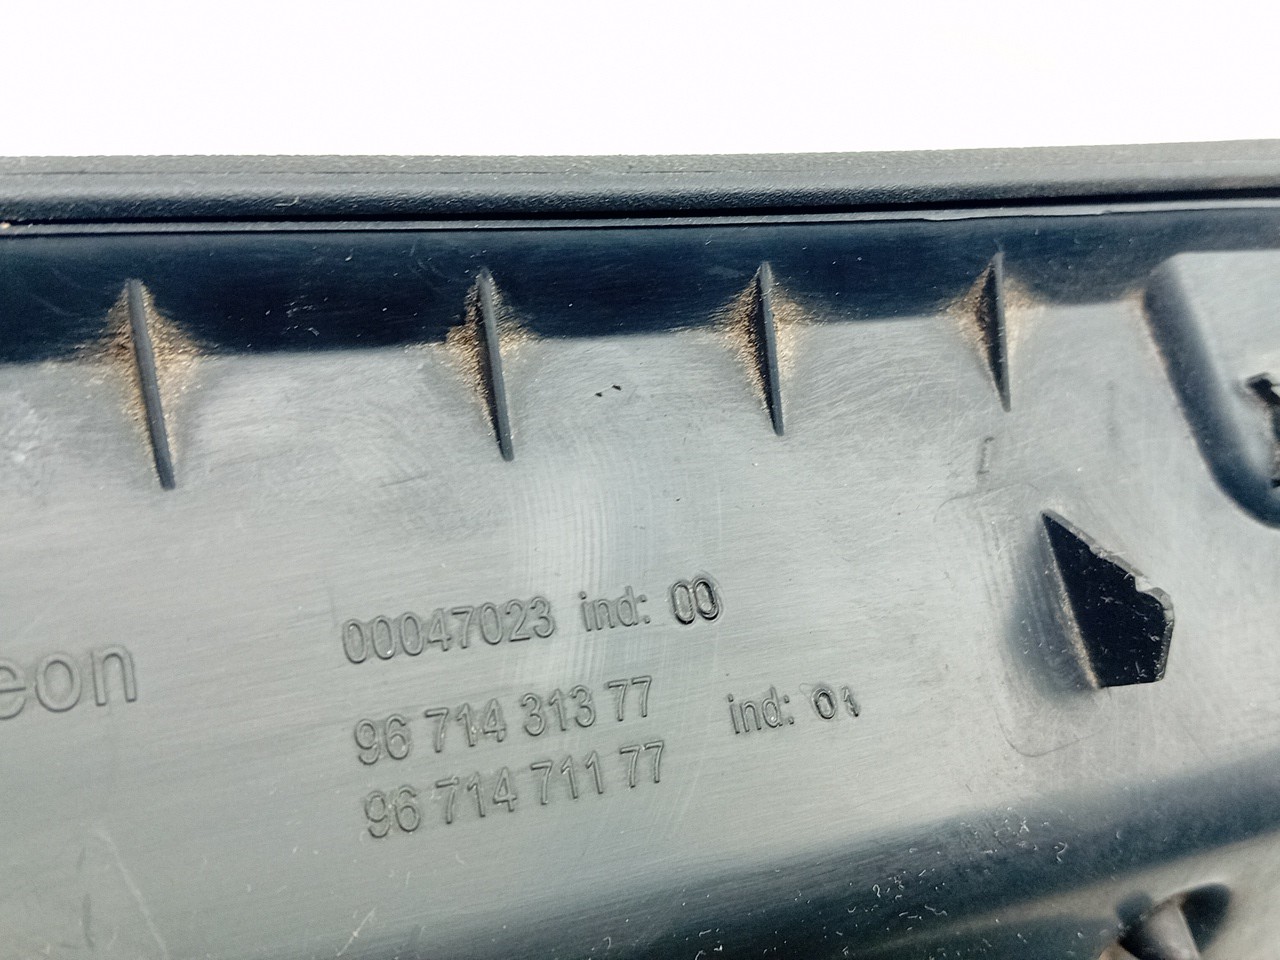 00047023 ind: 00
eon
96 714 313 77 ind: 01
96 714 711 77